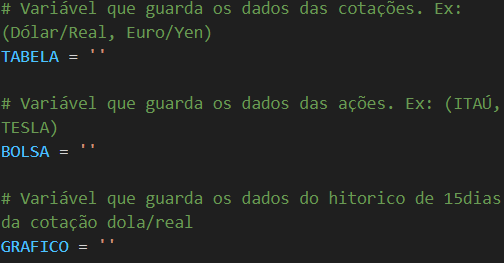 # Variável que guarda os dados das cotações. Ex:
(Dólar/Real, Euro/Yen)
TABELA = ''
# Variável que guarda os dados das ações. Ex: (ITAÚ,
TESLA)
BOLSA = ''
# Variável que guarda os dados do hitorico de 15dias
da cotação dola/real
GRAFICO = ''